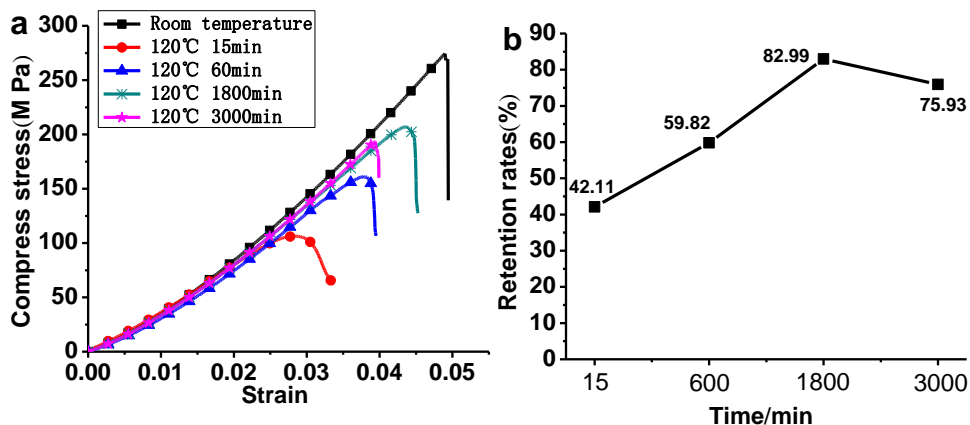 a
Room temperature
120℃ 15min
120℃ 60min
120℃ 1800min
120℃ 3000min
Compress stress(M Pa)
300
250
200
150
100
50
0
0.00 0.01 0.02 0.03 0.04 0.05
Strain
b
Retention rates(%)
90
80
70
60
50
40
30
20
10
0
42.11
59.82
82.99
75.93
15 600 1800 3000
Time/min